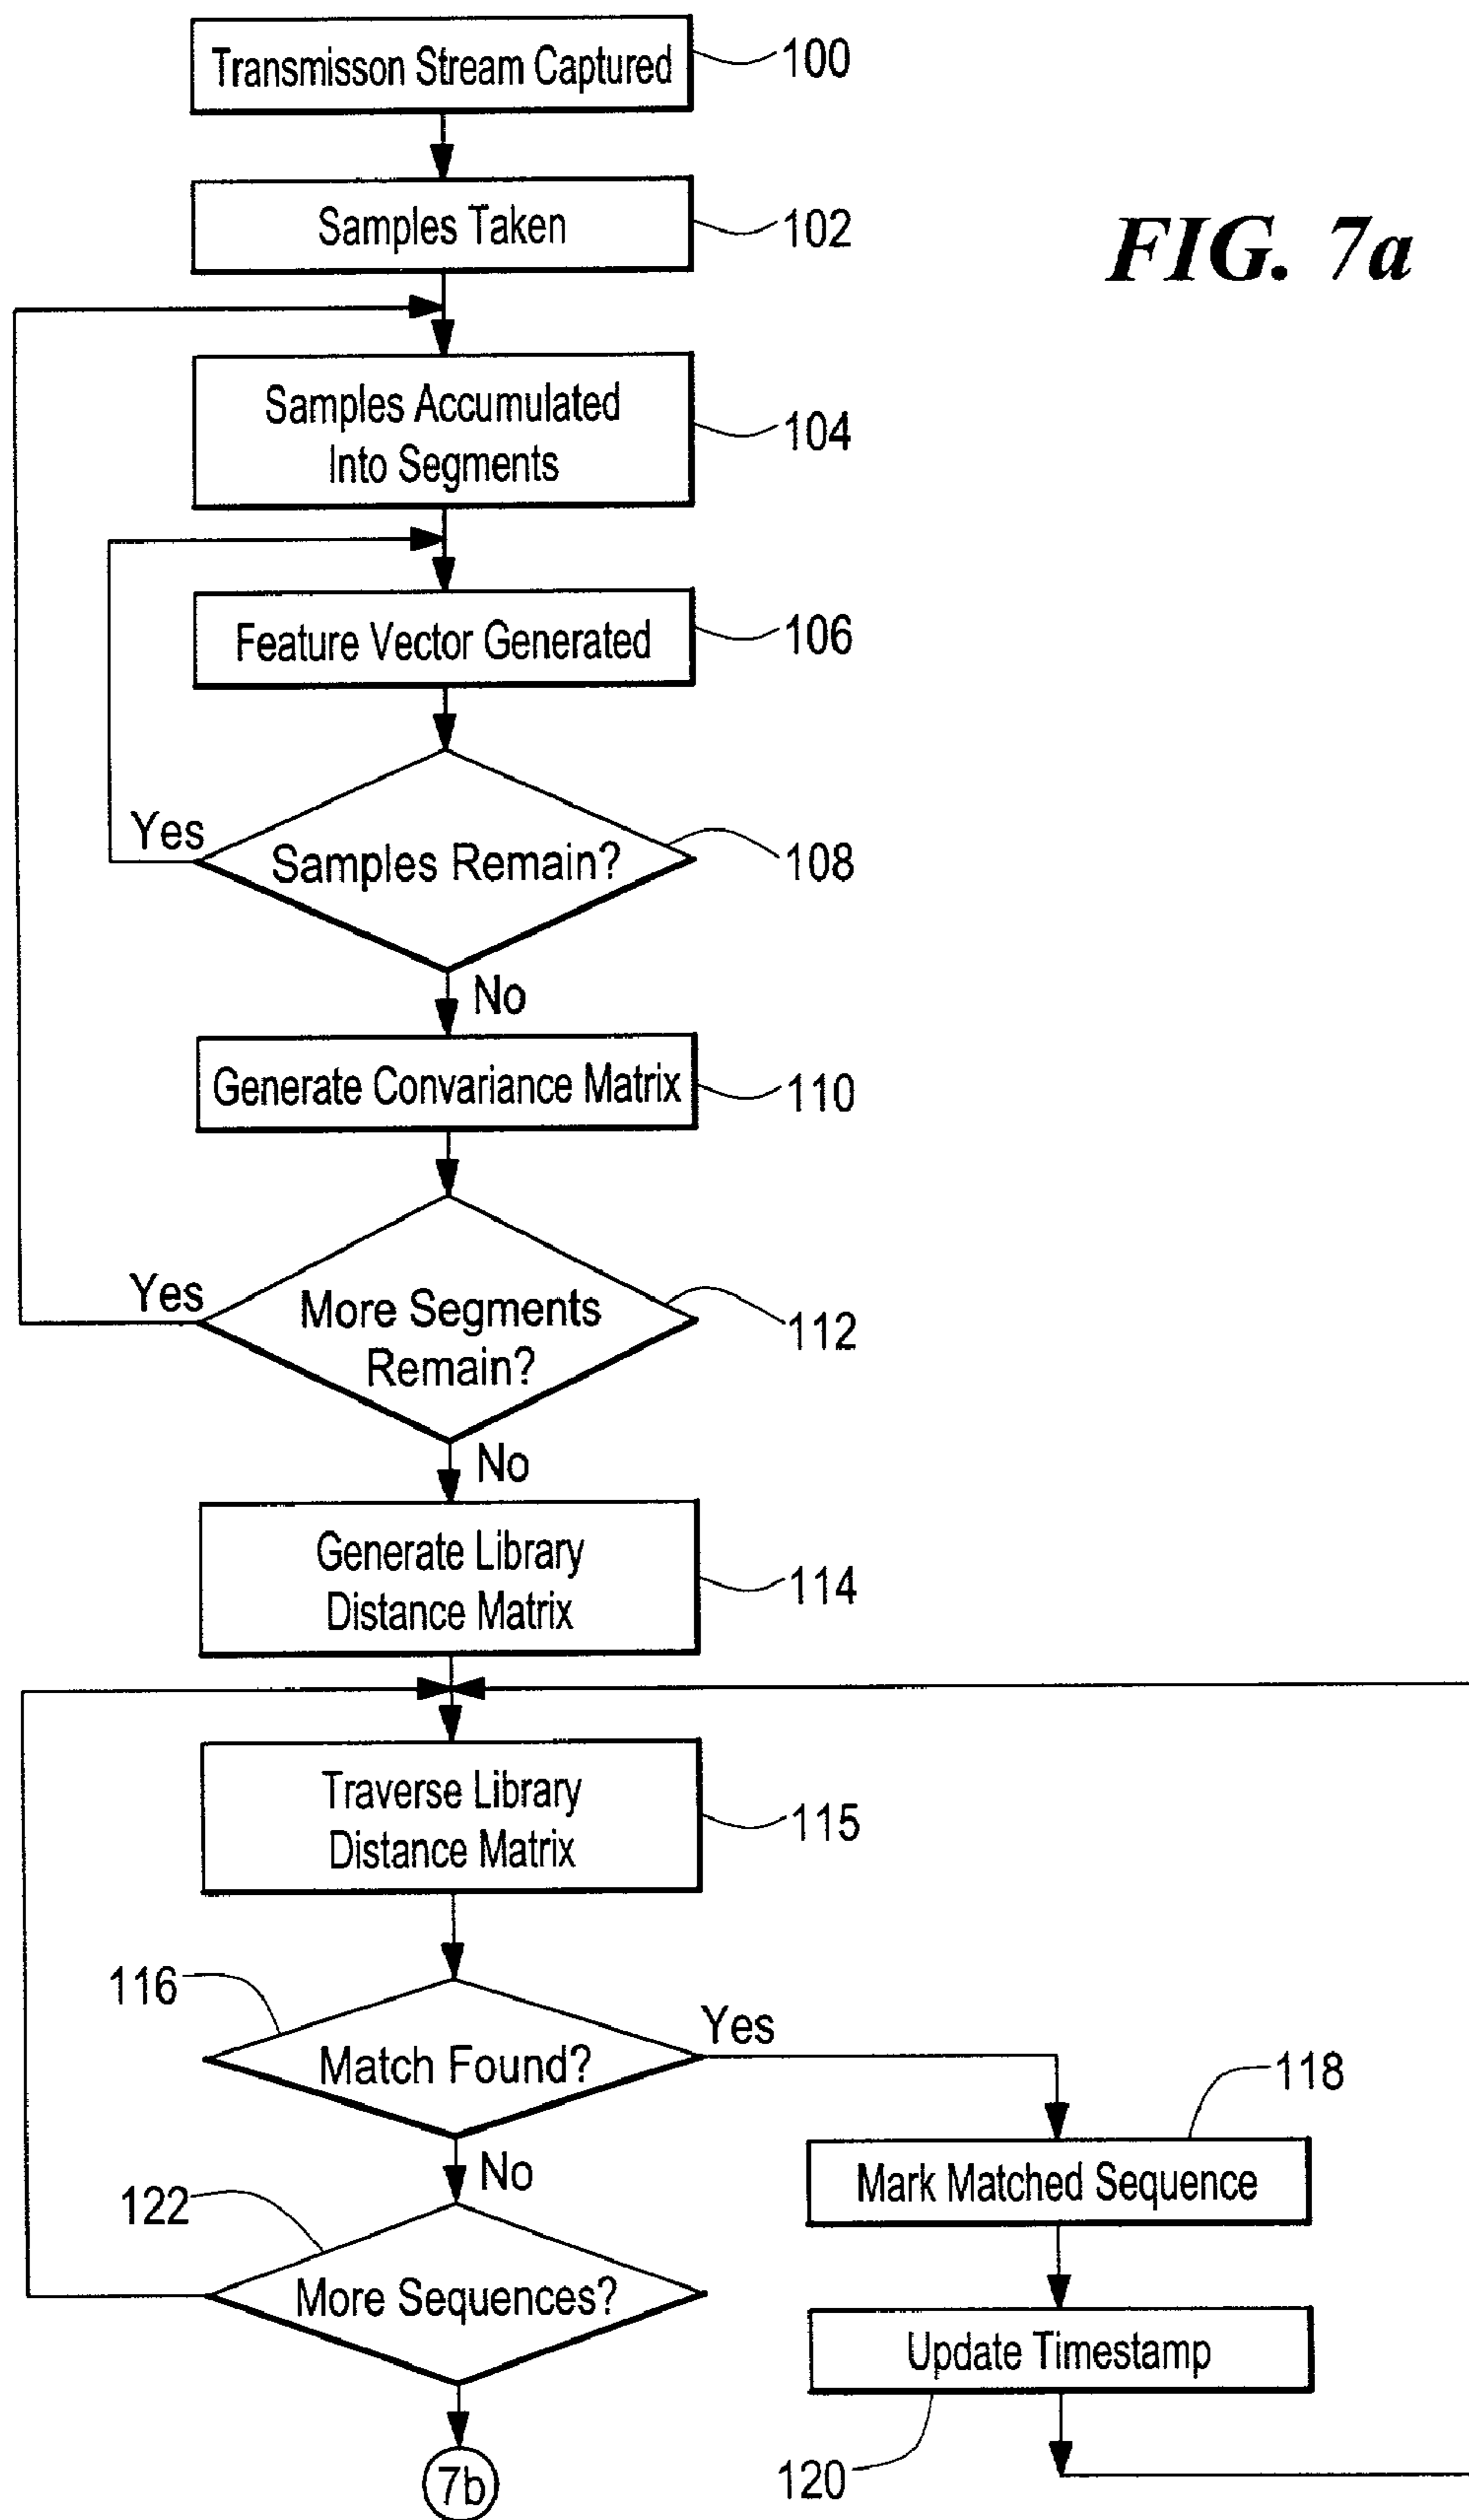 Transmisson Stream Captured
100
Samples Taken
102
FIG. 7a
Samples Accumulated
Into Segments
104
Feature Vector Generated
106
Yes
Samples Remain?
108
No
Generate Convariance Matrix
110
Yes
More Segments
Remain?
112
No
Generate Library
Distance Matrix
114
Traverse Library
Distance Matrix
115
116
Match Found?
Yes
118
Mark Matched Sequence
No
122
More Sequences?
Update Timestamp
120
7b